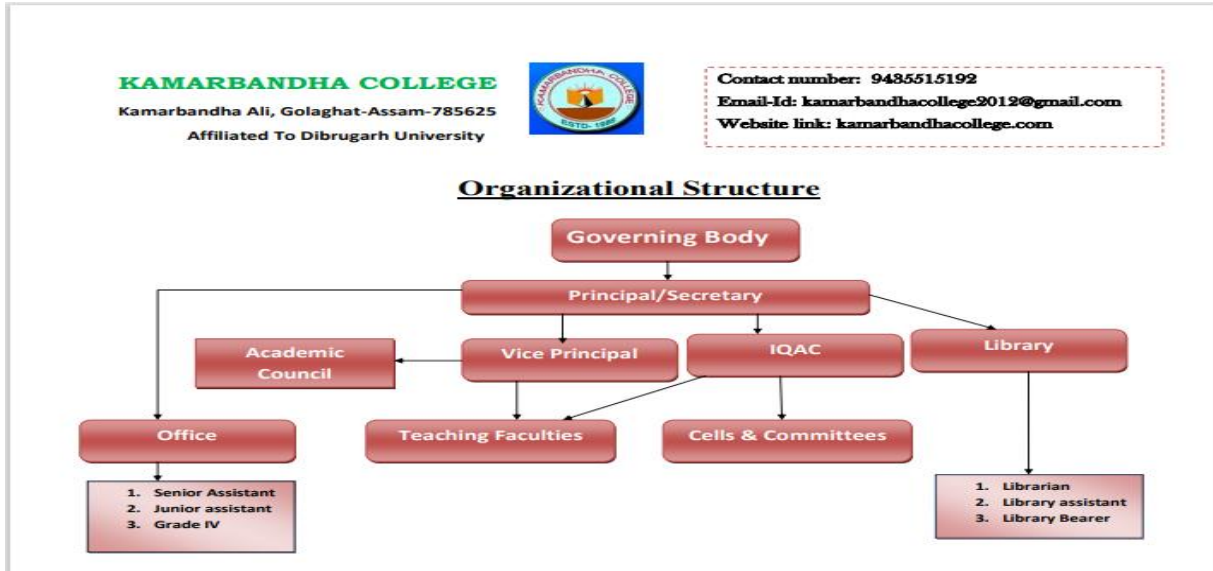 KAMARBANDHA COLLEGE
Kamarbandha Ali, Golaghat-Assam-785625
Affiliated To Dibrugarh University
KAMARBANDHA COLLEGE
Contact number: 9435515192
Email-Id: kamarbandhacollege2012@gmail.com
Website link: kamarbandhacollege.com
Organizational Structure
Governing Body
Principal/Secretary
Academic
Council
Vice Principal
IQAC
Library
Office
Teaching Faculties
Cells & Committees
1. Senior Assistant
2. Junior assistant
3. Grade IV
1. Librarian
2. Library assistant
3. Library Bearer